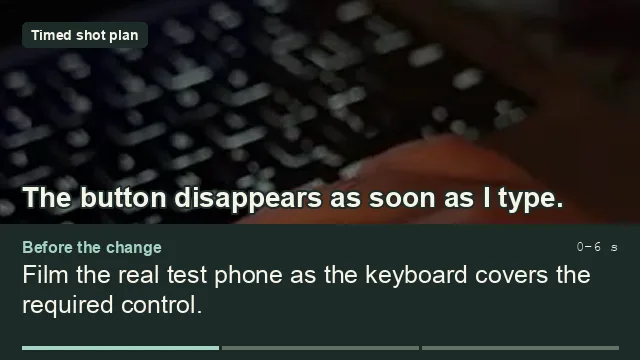 Timed shot plan
The button disappears as soon as I type.
Before the change
0–6 s
Film the real test phone as the keyboard covers the
required control.